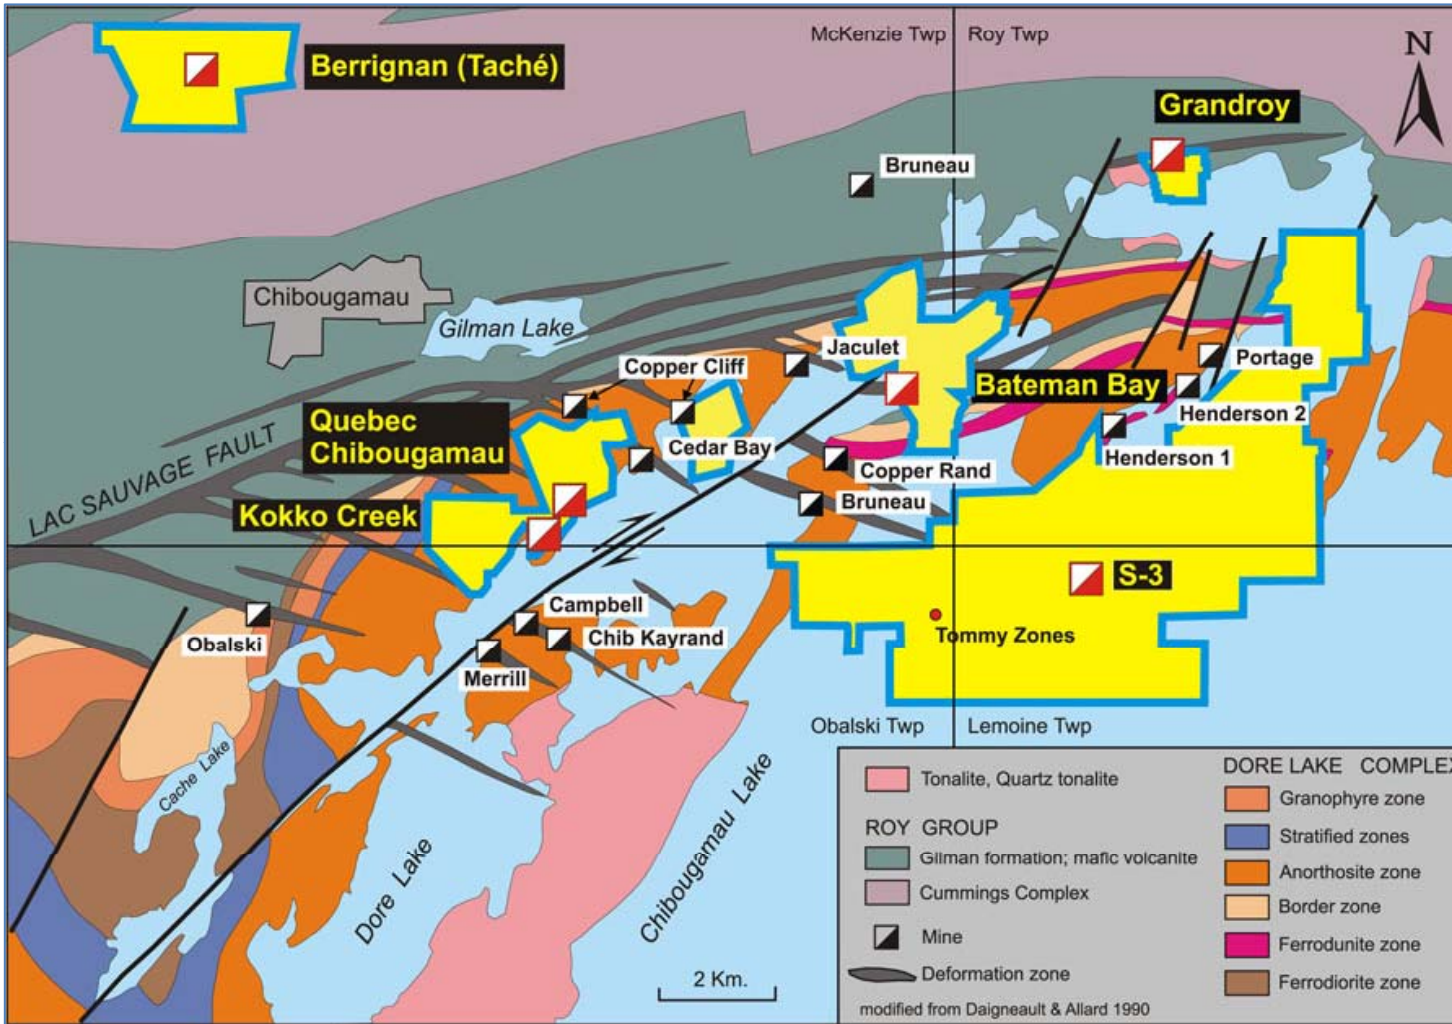 McKenzie Twp
Roy Twp
N
Berrignan (Taché)
Grandroy
Bruneau
Chibougamau
Gilman Lake
Jaculet
Portage
Copper Cliff
Bateman Bay
Henderson 2
Quebec
Chibougamau
Cedar Bay
Henderson 1
Copper Rand
LAC SAUVAGE FAULT
Bruneau
Kokko Creek
S-3
Campbell
Tommy Zones
Chib Kayrand
Obalski
Merrill
Obalski Twp
Lemoine Twp
Cache Lake
Dore Lake
Chibougamau Lake
Tonalite, Quartz tonalite
ROY GROUP
Gilman formation; mafic volcanite
Cummings Complex
Mine
Deformation zone
modified from Daigneault & Allard 1990
DORE LAKE COMPLEX
Granophyre zone
Stratified zones
Anorthosite zone
Border zone
Ferrodunite zone
Ferrodiorite zone
2 Km.